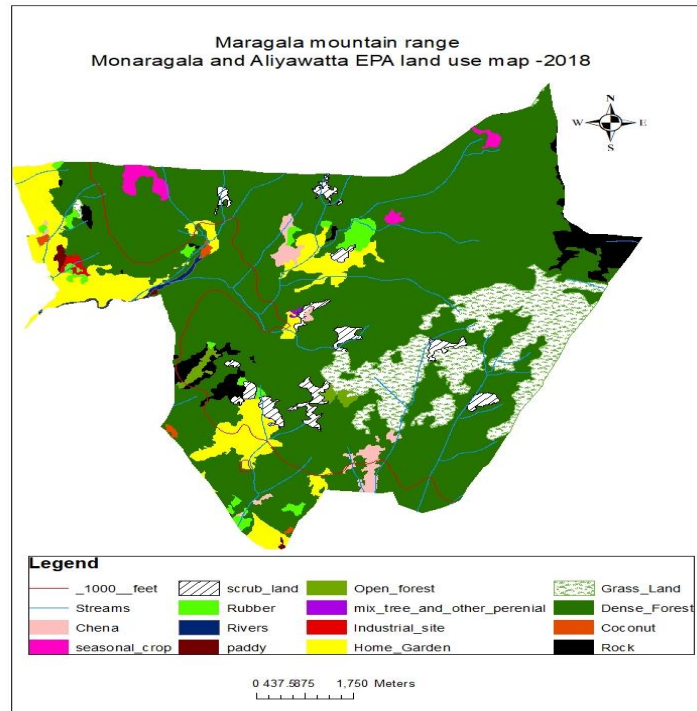 Maragala mountain range
Monaragala and Aliyawatta EPA land use map -2018
N
W E
S
Legend
_1000__feet scrub_land Open_forest Grass_Land
Streams Rubber mix_tree_and_other_perenial Dense_Forest
Chena Rivers Industrial_site Coconut
seasonal_crop paddy Home_Garden Rock
0 437.5875 1,750 Meters